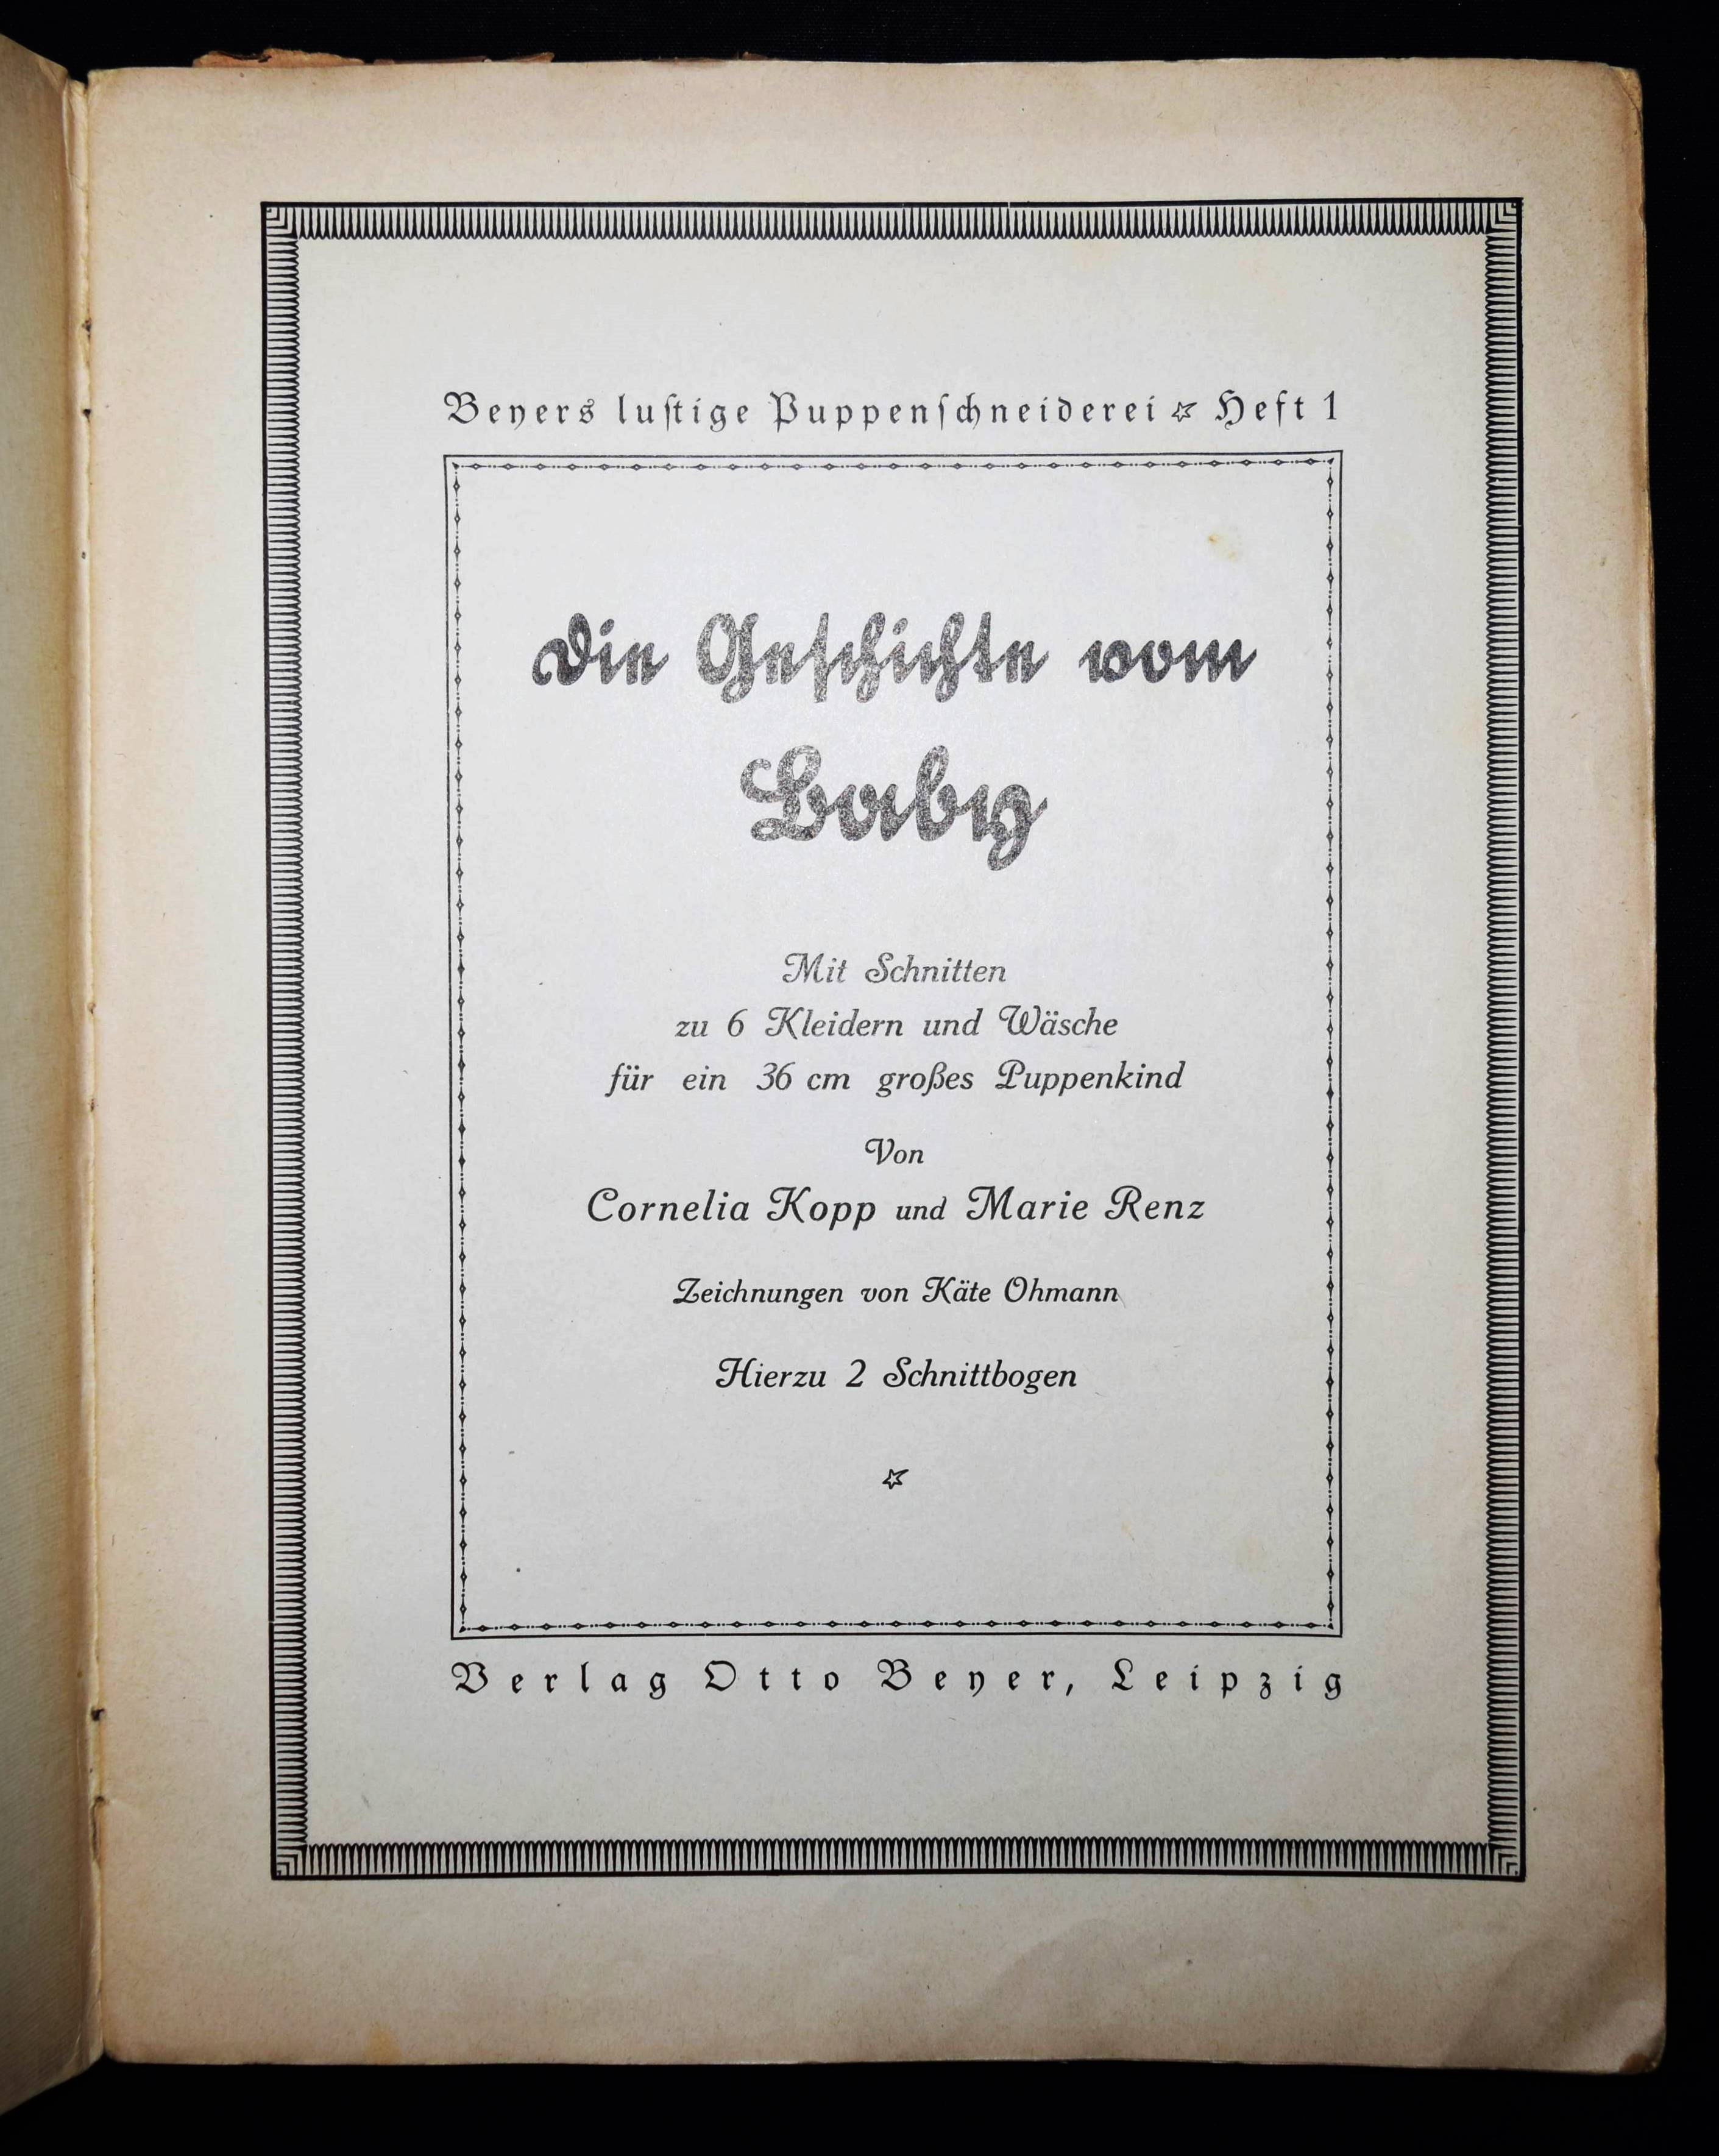 Beyers luſtige Puppenſchneiderei ☆ Heft 1
Die Geſchichte vom
Baby
Mit Schnitten
zu 6 Kleidern und Wäsche
für ein 36 cm großes Puppenkind
Von
Cornelia Kopp und Marie Renz
Zeichnungen von Käte Ohmann
Hierzu 2 Schnittbogen
☆
Verlag Otto Beyer, Leipzig